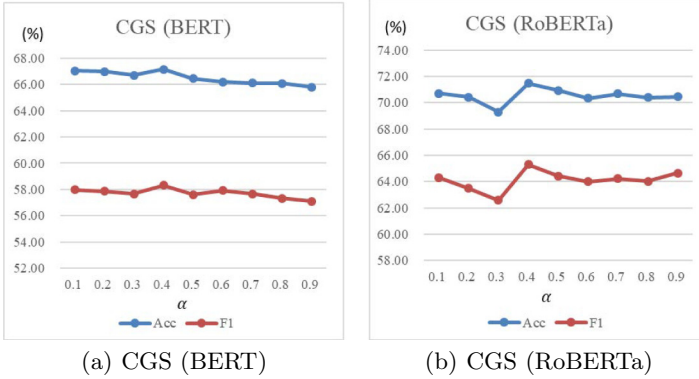 CGS (BERT)
(%)
68.00
66.00
64.00
62.00
60.00
58.00
56.00
54.00
52.00
0.1 0.2 0.3 0.4 0.5 0.6 0.7 0.8 0.9
α
Acc F1
(a) CGS (BERT)
CGS (RoBERTa)
(%)
74.00
72.00
70.00
68.00
66.00
64.00
62.00
60.00
58.00
0.1 0.2 0.3 0.4 0.5 0.6 0.7 0.8 0.9
α
Acc F1
(b) CGS (RoBERTa)